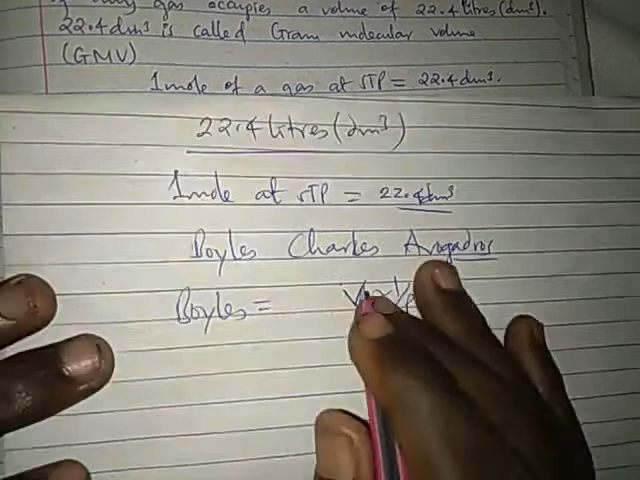 any gas occupies a volume of 22.4 litres (dm³).
22.4 dm³ is called Gram molecular volume
(GMV)
1 mole of a gas at STP = 22.4 dm³.
22.4 litres (dm³)
1 mole at STP = 22.4 dm³
Boyles Charles Avogadros
Boyles =